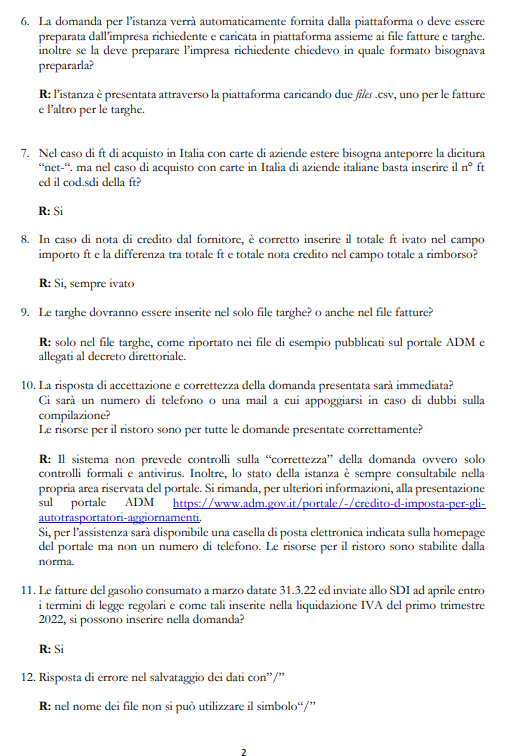 6. La domanda per l'istanza verrà automaticamente fornita dalla piattaforma o deve essere
preparata dall'impresa richiedente e caricata in piattaforma assieme ai file fatture e targhe.
inoltre se la deve preparare l'impresa richiedente chiedevo in quale formato bisognava
prepararla?
R: l'istanza è presentata attraverso la piattaforma caricando due files .csv, uno per le fatture
e l'altro per le targhe.
7. Nel caso di ft di acquisto in Italia con carte di aziende estere bisogna anteporre la dicitura
“net-“. ma nel caso di acquisto con carte in Italia di aziende italiane basta inserire il n° ft
ed il cod.sdi della ft?
R: Si
8. In caso di nota di credito dal fornitore, è corretto inserire il totale ft ivato nel campo
importo ft e la differenza tra totale ft e totale nota credito nel campo totale a rimborso?
R: Si, sempre ivato
9. Le targhe dovranno essere inserite nel solo file targhe? o anche nel file fatture?
R: solo nel file targhe, come riportato nei file di esempio pubblicati sul portale ADM e
allegati al decreto direttoriale.
10. La risposta di accettazione e correttezza della domanda presentata sarà immediata?
Ci sarà un numero di telefono o una mail a cui appoggiarsi in caso di dubbi sulla
compilazione?
Le risorse per il ristoro sono per tutte le domande presentate correttamente?
R: Il sistema non prevede controlli sulla “correttezza” della domanda ovvero solo
controlli formali e antivirus. Inoltre, lo stato della istanza è sempre consultabile nella
propria area riservata del portale. Si rimanda, per ulteriori informazioni, alla presentazione
sul portale ADM https://www.adm.gov.it/portale/-/credito-d-imposta-per-gli-
autotrasportatori-aggiornamenti.
Si, per l'assistenza sarà disponibile una casella di posta elettronica indicata sulla homepage
del portale ma non un numero di telefono. Le risorse per il ristoro sono stabilite dalla
norma.
11. Le fatture del gasolio consumato a marzo datate 31.3.22 ed inviate allo SDI ad aprile entro
i termini di legge regolari e come tali inserite nella liquidazione IVA del primo trimestre
2022, si possono inserire nella domanda?
R: Si
12. Risposta di errore nel salvataggio dei dati con”/”
R: nel nome dei file non si può utilizzare il simbolo“/”
2